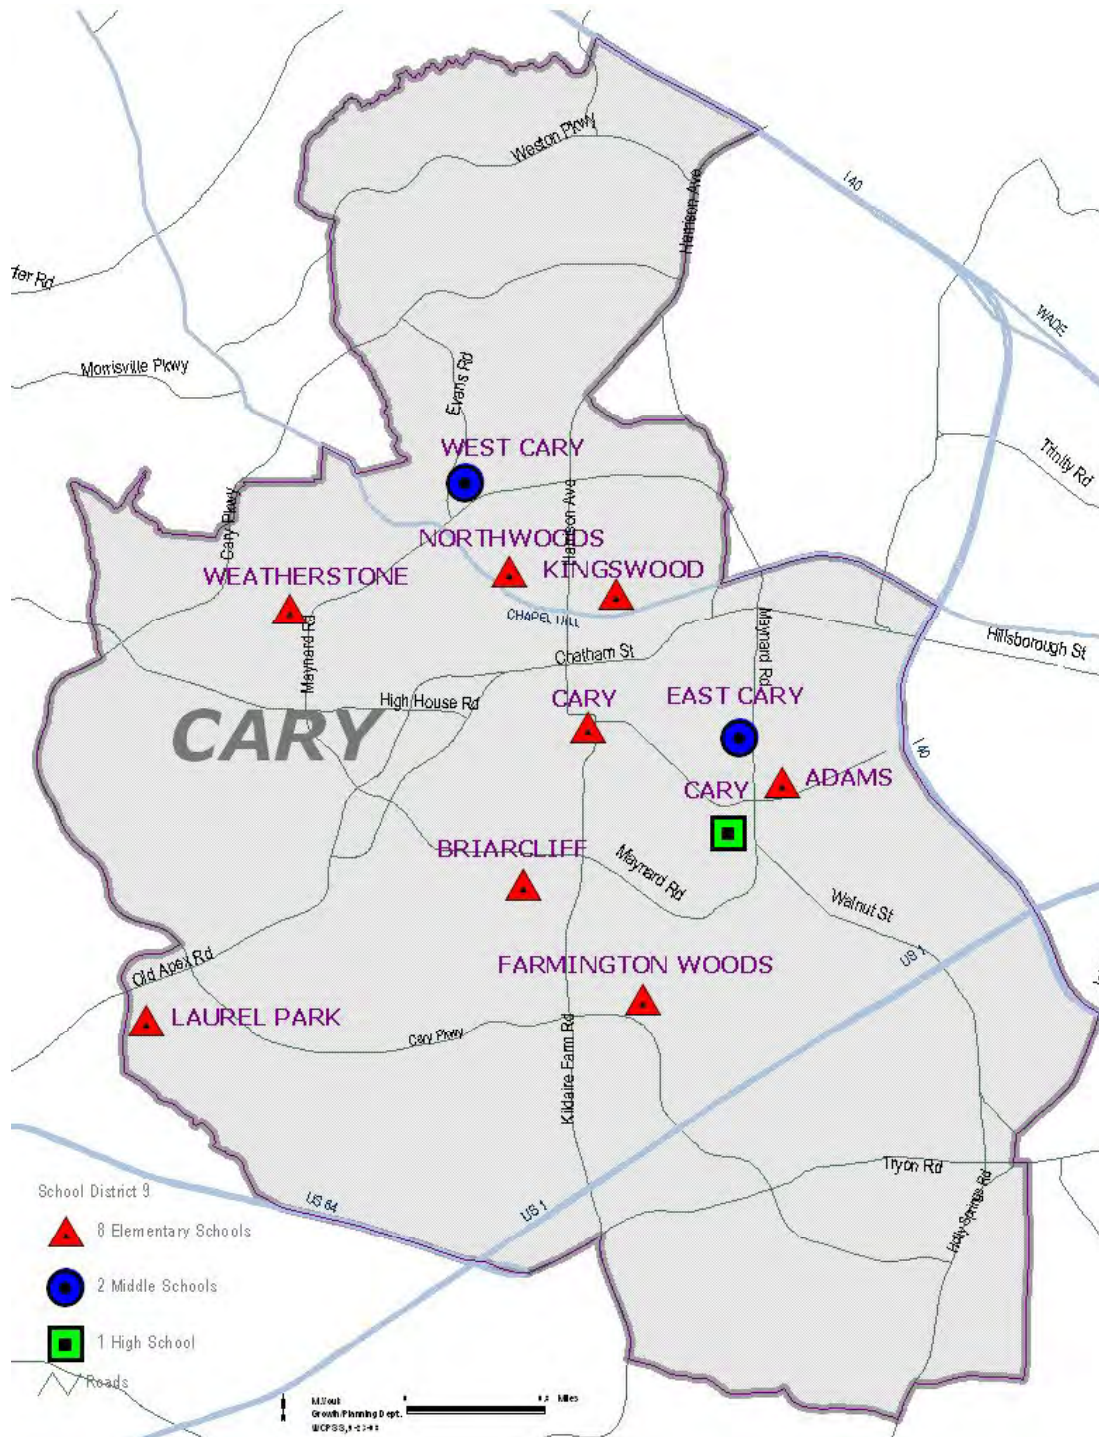 Weston Pkwy
I 40
Harrison Ave
ter Rd
WADE
Morrisville Pkwy
Evans Rd
Trinity Rd
WEST CARY
Cary Pkwy
Harrison Ave
NORTHWOODS
WEATHERSTONE
KINGSWOOD
CHAPEL HILL
Hillsborough St
Maynard Rd
Maynard Rd
Chatham St
High House Rd
CARY
EAST CARY
CARY
I 40
ADAMS
CARY
BRIARCLIFF
Maynard Rd
Walnut St
US 1
Old Apex Rd
FARMINGTON WOODS
LAUREL PARK
Cary Pkwy
Kildaire Farm Rd
Tryon Rd
Holly Springs Rd
US 64
US 1
School District 9
8 Elementary Schools
2 Middle Schools
1 High School
Roads
Miles
Growth/Planning Dept.